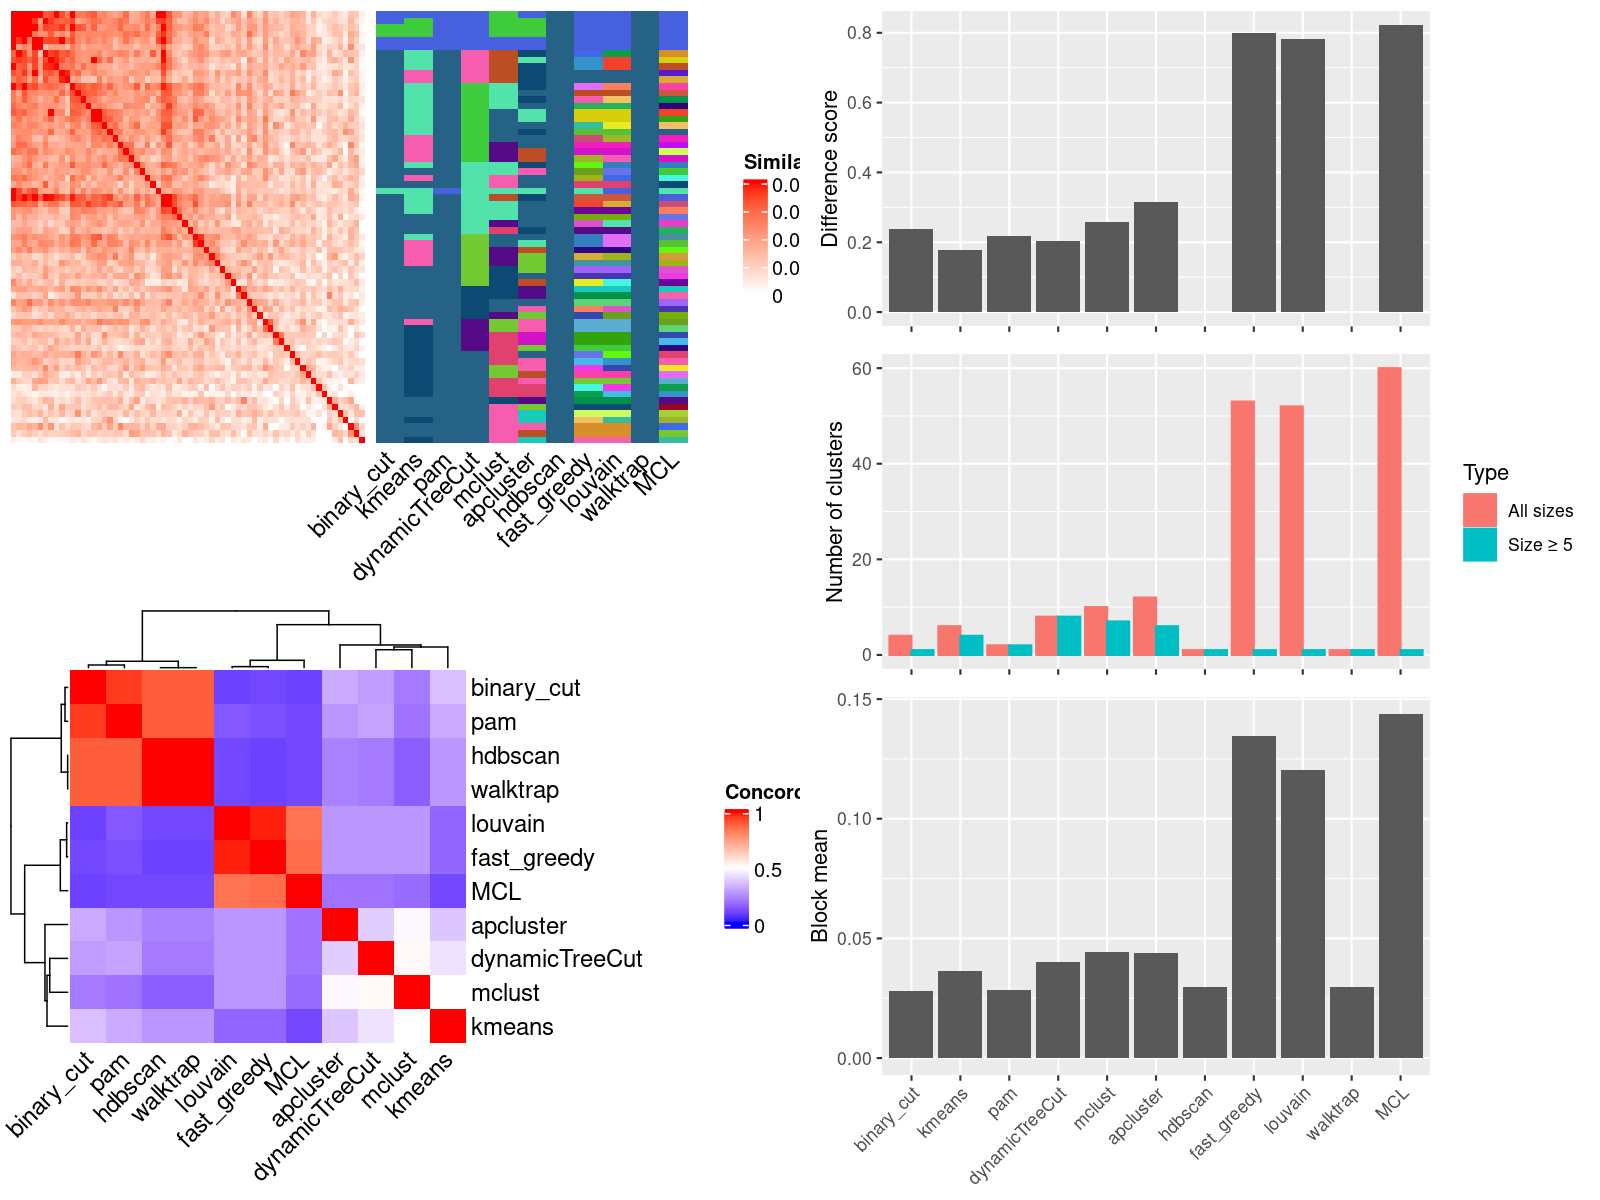 Simila
0.0
0.0
0.0
0.0
0
binary_cut
kmeans
pam
dynamicTreeCut
mclust
apcluster
hdbscan
fast_greedy
louvain
walktrap
MCL
binary_cut
pam
hdbscan
walktrap
louvain
fast_greedy
MCL
apcluster
dynamicTreeCut
mclust
kmeans
Concord
1
0.5
0
binary_cut
pam
hdbscan
walktrap
louvain
fast_greedy
MCL
apcluster
dynamicTreeCut
mclust
kmeans
Difference score
0.8
0.6
0.4
0.2
0.0
Number of clusters
60
40
20
0
Type
All sizes
Size ≥ 5
Block mean
0.15
0.10
0.05
0.00
binary_cut
kmeans
pam
dynamicTreeCut
mclust
apcluster
hdbscan
fast_greedy
louvain
walktrap
MCL